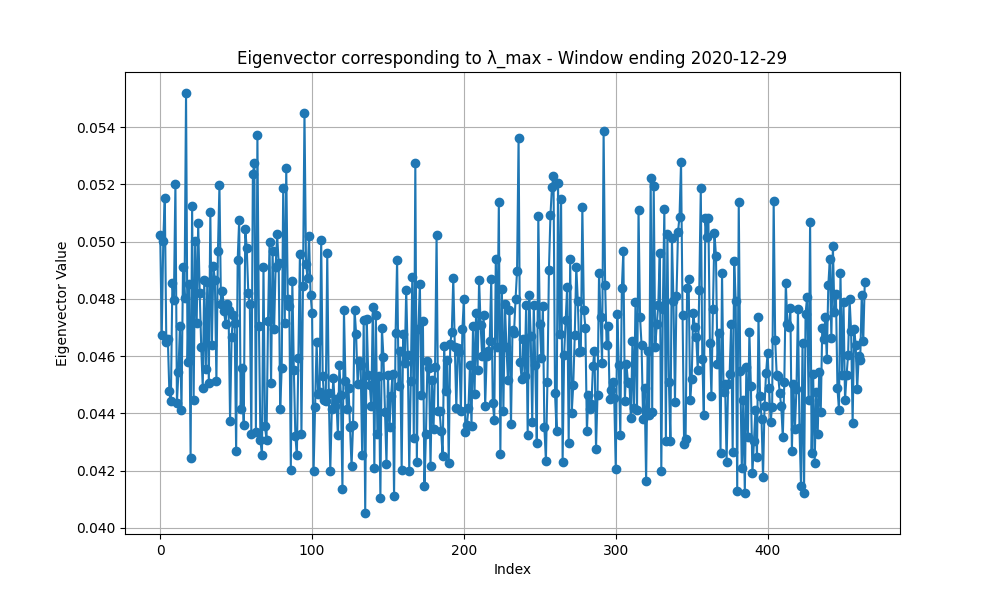 Eigenvector corresponding to λ_max - Window ending 2020-12-29
0.054
0.052
0.050
0.048
0.046
0.044
0.042
0.040
Eigenvector Value
0 100 200 300 400
Index